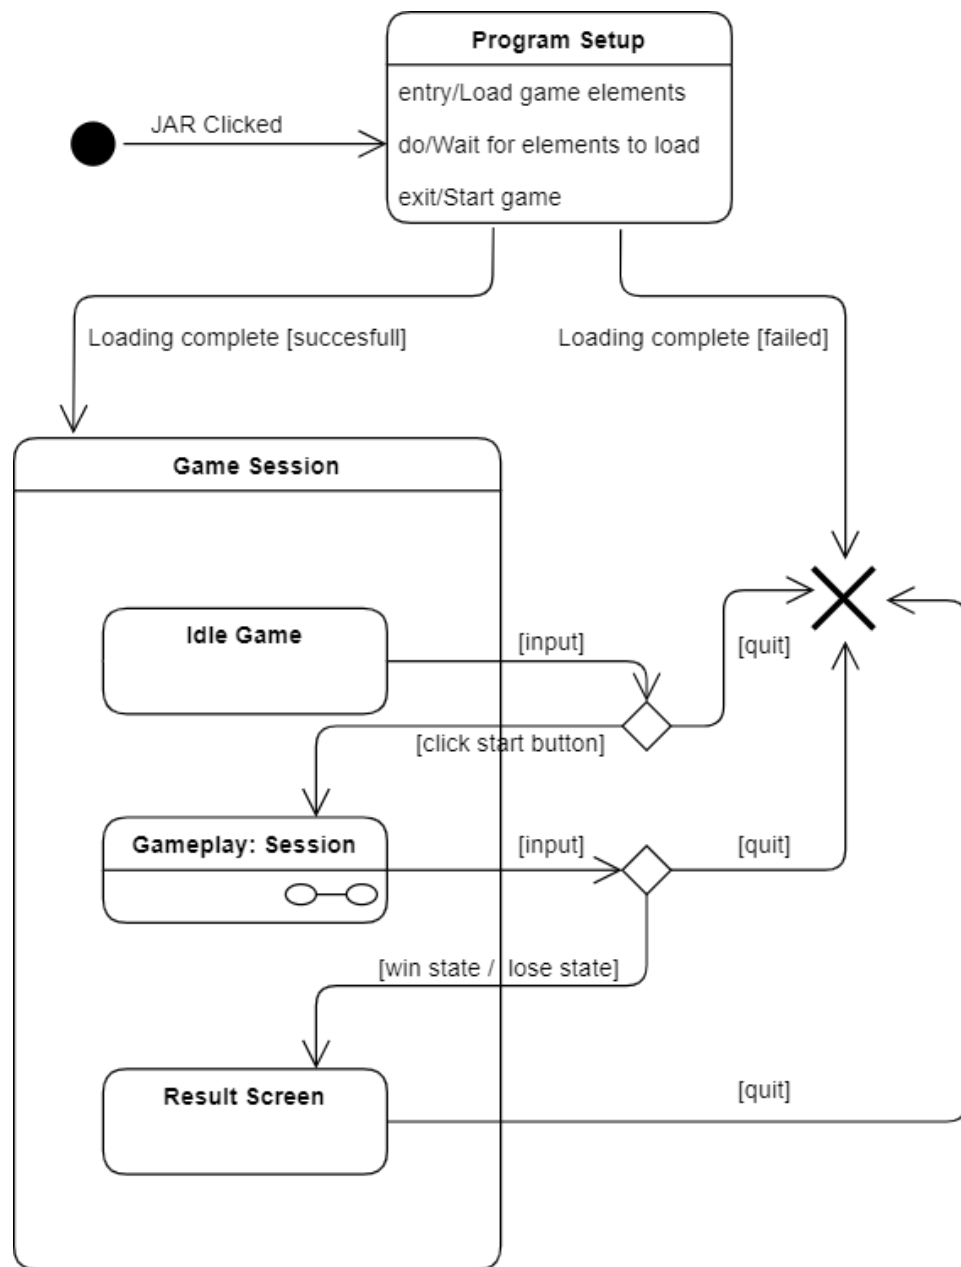 Program Setup
entry/Load game elements
JAR Clicked
do/Wait for elements to load
exit/Start game
Loading complete [succesfull]
Loading complete [failed]
Game Session
Idle Game
[input]
[quit]
[click start button]
Gameplay: Session
[input]
[quit]
[win state / lose state]
Result Screen
[quit]